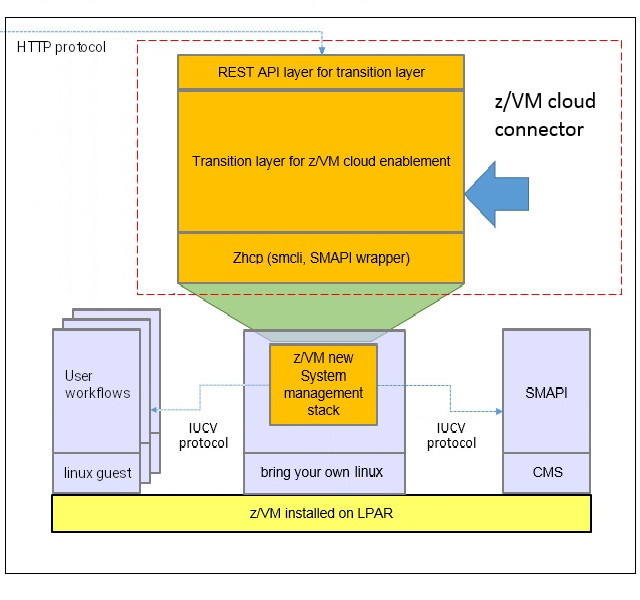 HTTP protocol
REST API layer for transition layer
z/VM cloud
connector
Transition layer for z/VM cloud enablement
Zhcp (smcli, SMAPI wrapper)
z/VM new
System
management
stack
User
workflows
SMAPI
IUCV
protocol
IUCV
protocol
linux guest
bring your own linux
CMS
z/VM installed on LPAR